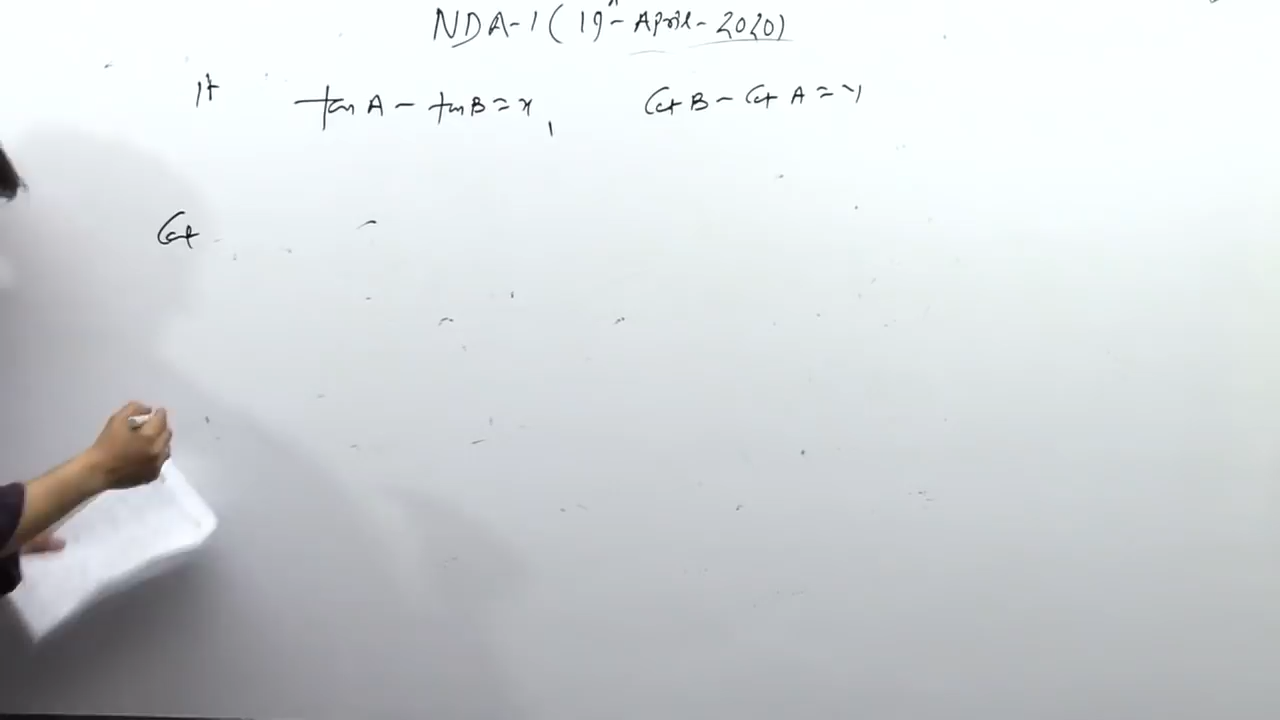 NDA-1 (19th - April - 2020)
If tan A - tan B = x, Cot B - Cot A = y
Cot